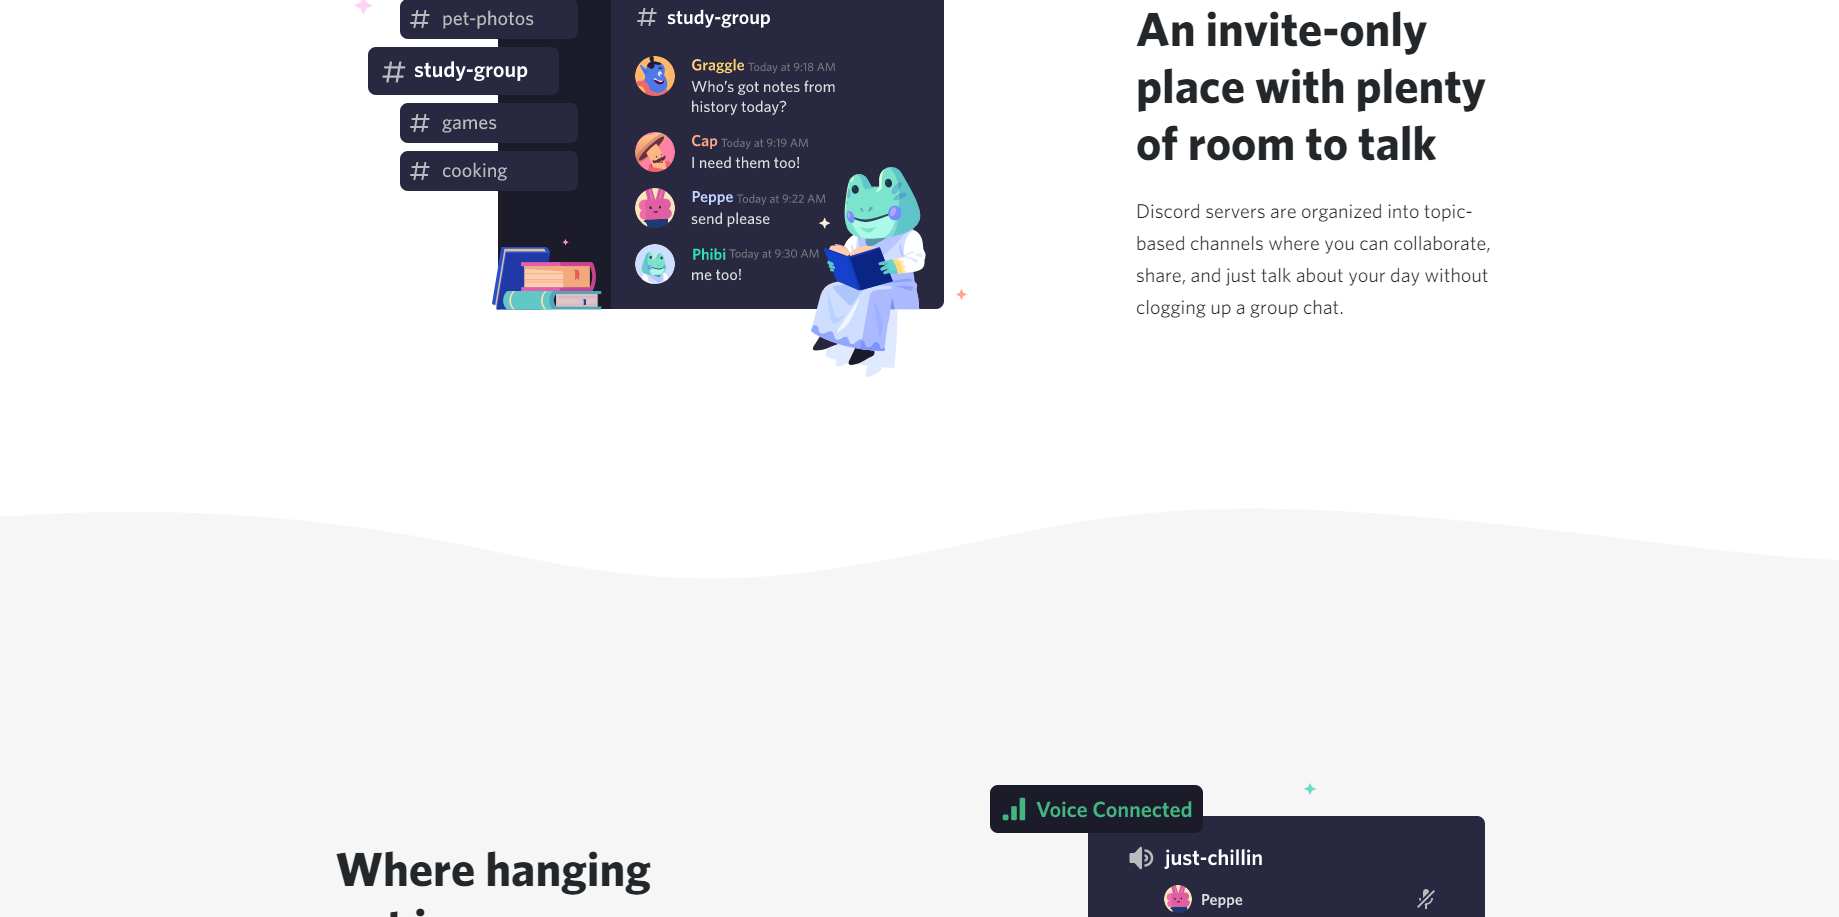 # pet-photos
# study-group
# games
# cooking
# study-group
Graggle Today at 9:18 AM
Who's got notes from
history today?
Cap Today at 9:19 AM
I need them too!
Peppe Today at 9:22 AM
send please
Phibi Today at 9:30 AM
me too!
An invite-only
place with plenty
of room to talk
Discord servers are organized into topic-
based channels where you can collaborate,
share, and just talk about your day without
clogging up a group chat.
Where hanging
Voice Connected
just-chillin
Peppe